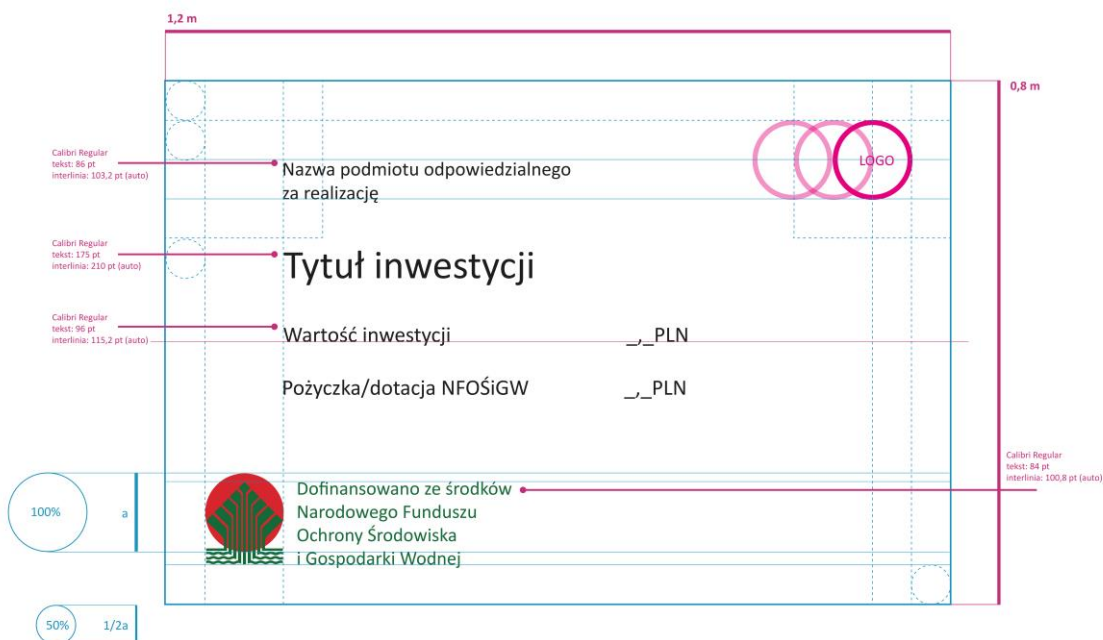 1,2 m
0,8 m
Calibri Regular
tekst: 86 pt
interlinia: 103,2 pt (auto)
Nazwa podmiotu odpowiedzialnego
za realizację
LOGO
Calibri Regular
tekst: 175 pt
interlinia: 210 pt (auto)
Tytuł inwestycji
Calibri Regular
tekst: 96 pt
interlinia: 115,2 pt (auto)
Wartość inwestycji _,_PLN
Pożyczka/dotacja NFOŚiGW _,_PLN
Calibri Regular
tekst: 84 pt
interlinia: 100,8 pt (auto)
100% a
Dofinansowano ze środków
Narodowego Funduszu
Ochrony Środowiska
i Gospodarki Wodnej
50% 1/2a